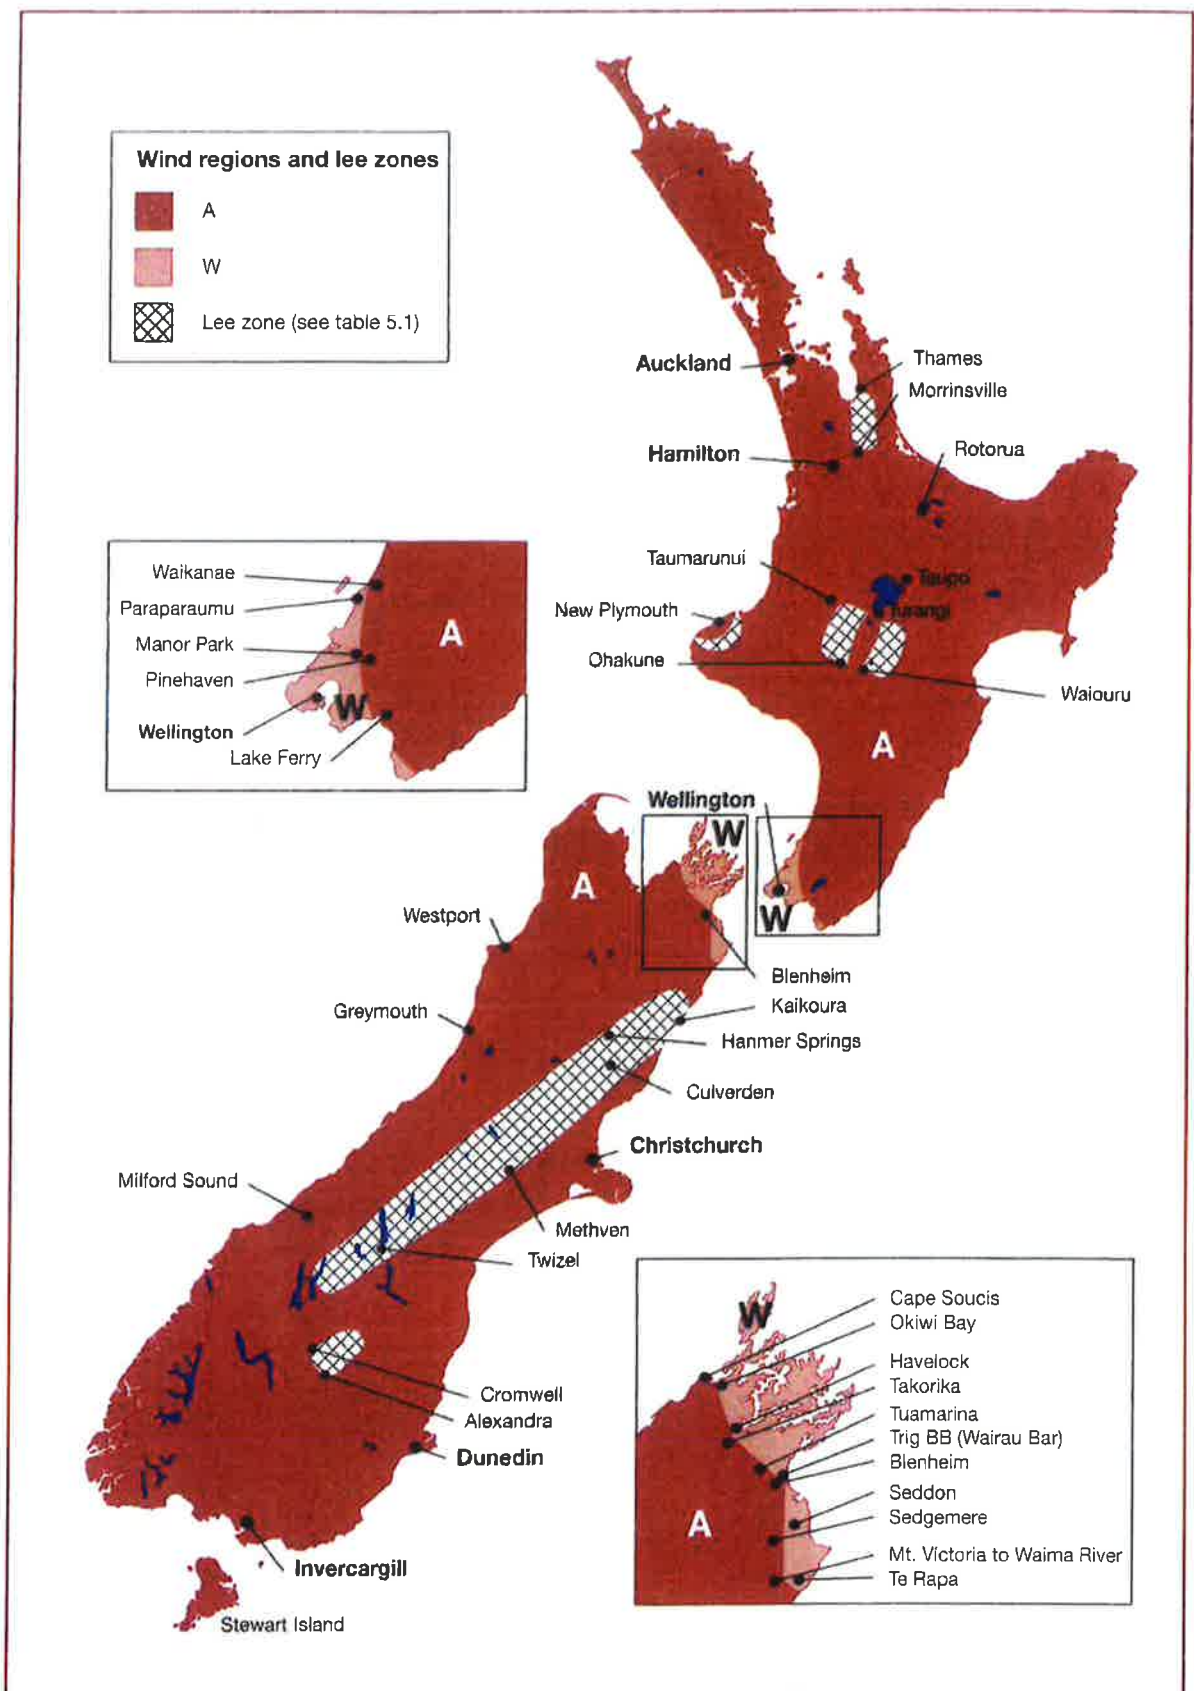 Wind regions and lee zones
A
W
Lee zone (see table 5.1)
Auckland
Thames
Morrinsville
Hamilton
Rotorua
Taumarunui
Taupo
New Plymouth
Turangi
Ohakune
Waiouru
A
Waikanae
Paraparaumu
Manor Park
A
Pinehaven
W
Wellington
Lake Ferry
Wellington
W
A
W
Westport
Blenheim
Kaikoura
Greymouth
Hanmer Springs
Culverden
Christchurch
Milford Sound
Methven
Twizel
Cromwell
Alexandra
Dunedin
Invercargill
Stewart Island
W
Cape Soucis
Okiwi Bay
Havelock
Takorika
Tuamarina
Trig BB (Wairau Bar)
Blenheim
Seddon
Sedgemere
A
Mt. Victoria to Waima River
Te Rapa